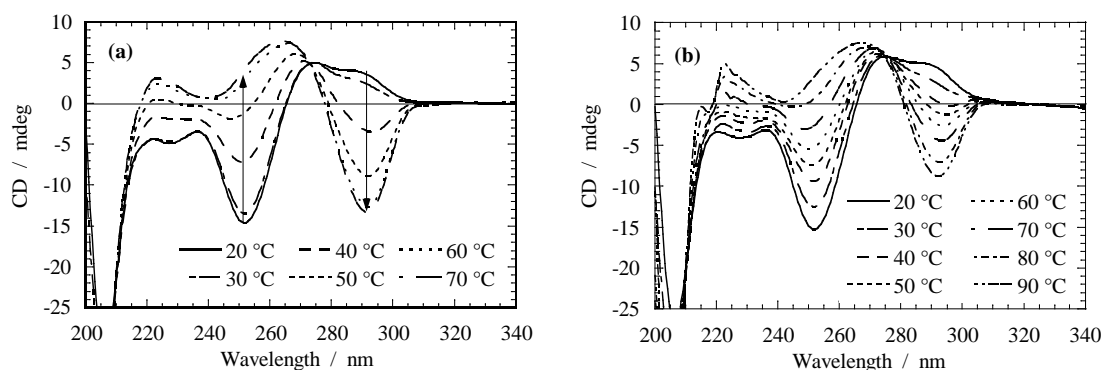 (a)
CD / mdeg
10
5
0
-5
-10
-15
-20
-25
20 °C 40 °C 60 °C
30 °C 50 °C 70 °C
200 220 240 260 280 300 320 340
Wavelength / nm
(b)
CD / mdeg
10
5
0
-5
-10
-15
-20
-25
20 °C 60 °C
30 °C 70 °C
40 °C 80 °C
50 °C 90 °C
200 220 240 260 280 300 320 340
Wavelength / nm